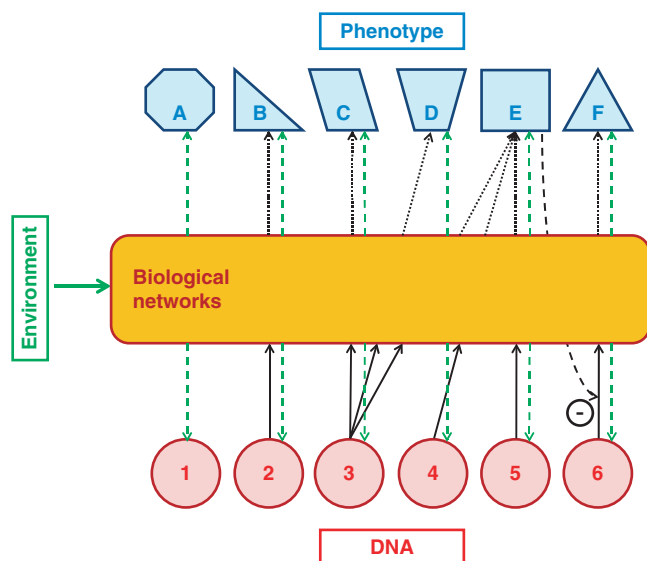 Phenotype
A B C D E F
Environment
Biological
networks
-
1 2 3 4 5 6
DNA